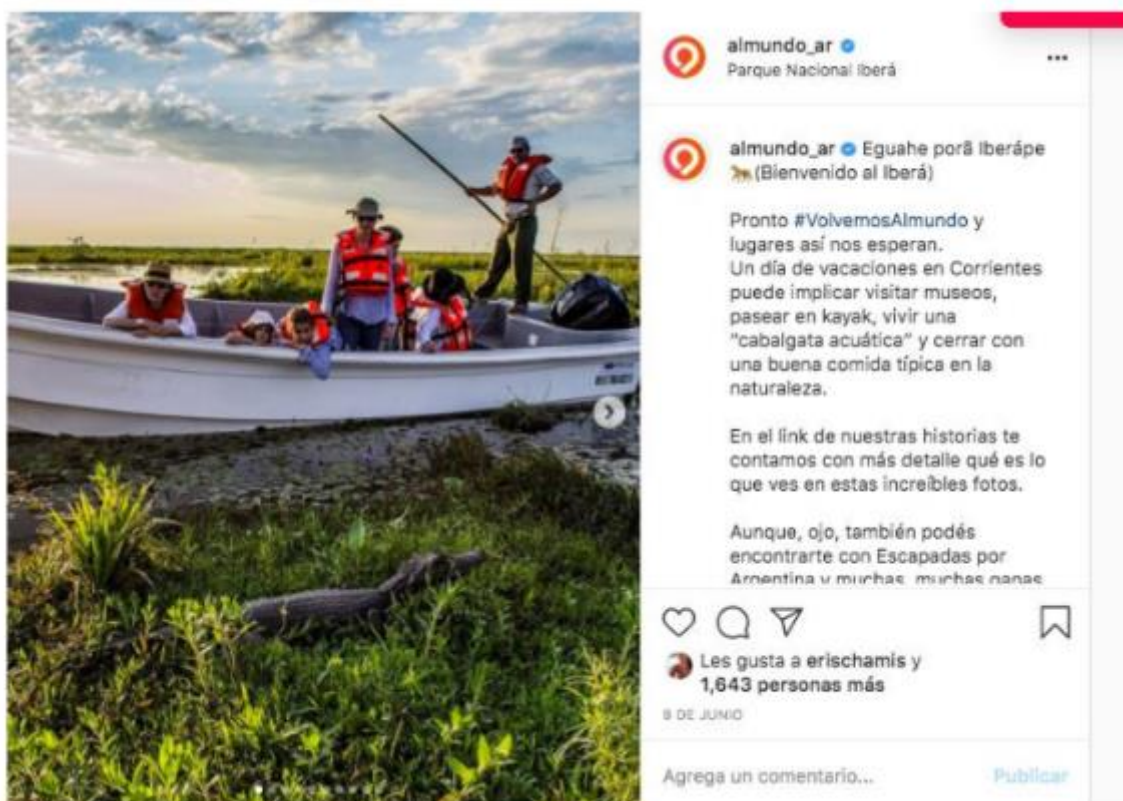 almundo_ar
Parque Nacional Iberá
almundo_ar Eguahe porã Iberápe
(Bienvenido al Iberá)
Pronto #VolvemosAlmundo y
lugares así nos esperan.
Un día de vacaciones en Corrientes
puede implicar visitar museos,
pasear en kayak, vivir una
"cabalgata acuática" y cerrar con
una buena comida típica en la
naturaleza.
En el link de nuestras historias te
contamos con más detalle qué es lo
que ves en estas increíbles fotos.
Aunque, ojo, también podés
encontrarte con Escapadas por
Argentina y muchas, muchas ganas
Les gusta a erischamis y
1,643 personas más
DE JUNIO
Agrega un comentario...
Publicar